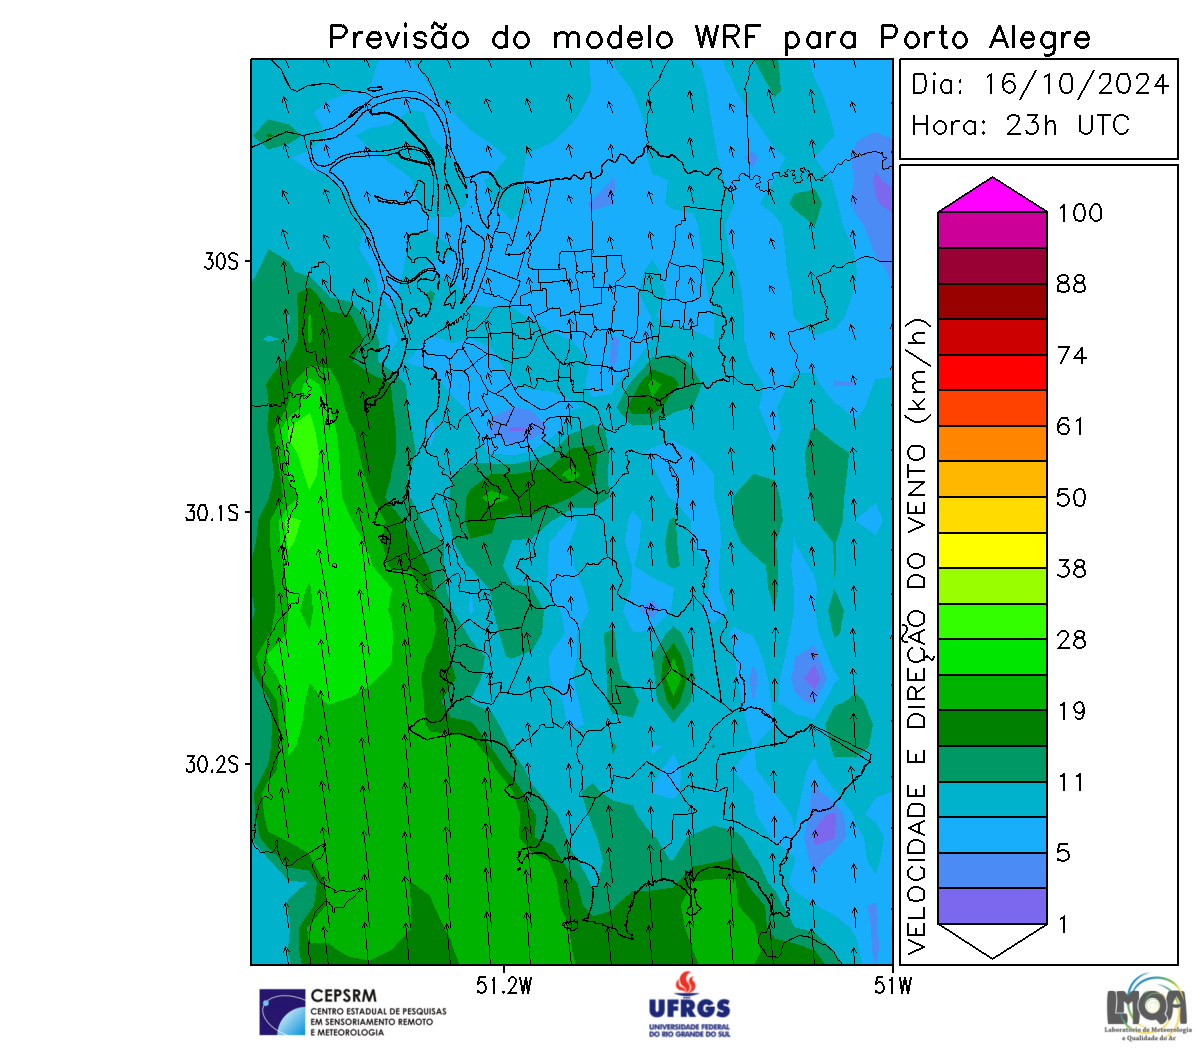 Previsão do modelo WRF para Porto Alegre
Dia: 16/10/2024
Hora: 23h UTC
30S
30.1S
30.2S
51.2W
51W
VELOCIDADE E DIREÇÃO DO VENTO (km/h)
100
88
74
61
50
38
28
19
11
5
1
CEPSRM
CENTRO ESTADUAL DE PESQUISAS
EM SENSORIAMENTO REMOTO
E METEOROLOGIA
UFRGS
UNIVERSIDADE FEDERAL
DO RIO GRANDE DO SUL
LMQA
Laboratório de Meteorologia
e Qualidade do Ar